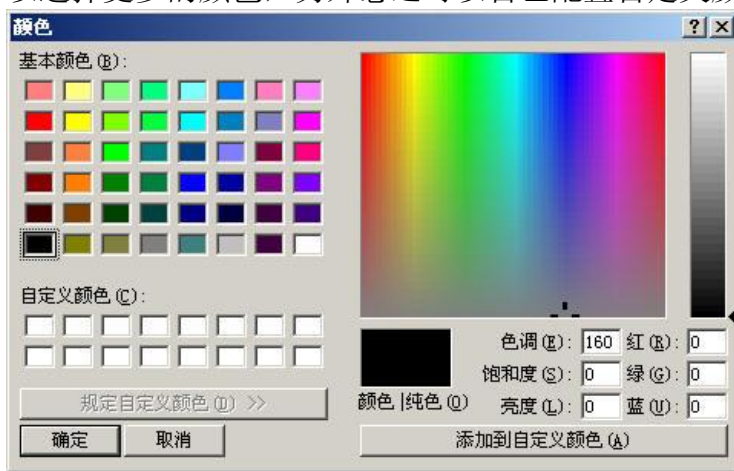 颜色
基本颜色(B):
自定义颜色(C):
规定自定义颜色(D) >>
确定
取消
颜色|纯色(O)
色调(E): 160
红(R): 0
饱和度(S): 0
绿(G): 0
亮度(L): 0
蓝(U): 0
添加到自定义颜色(A)